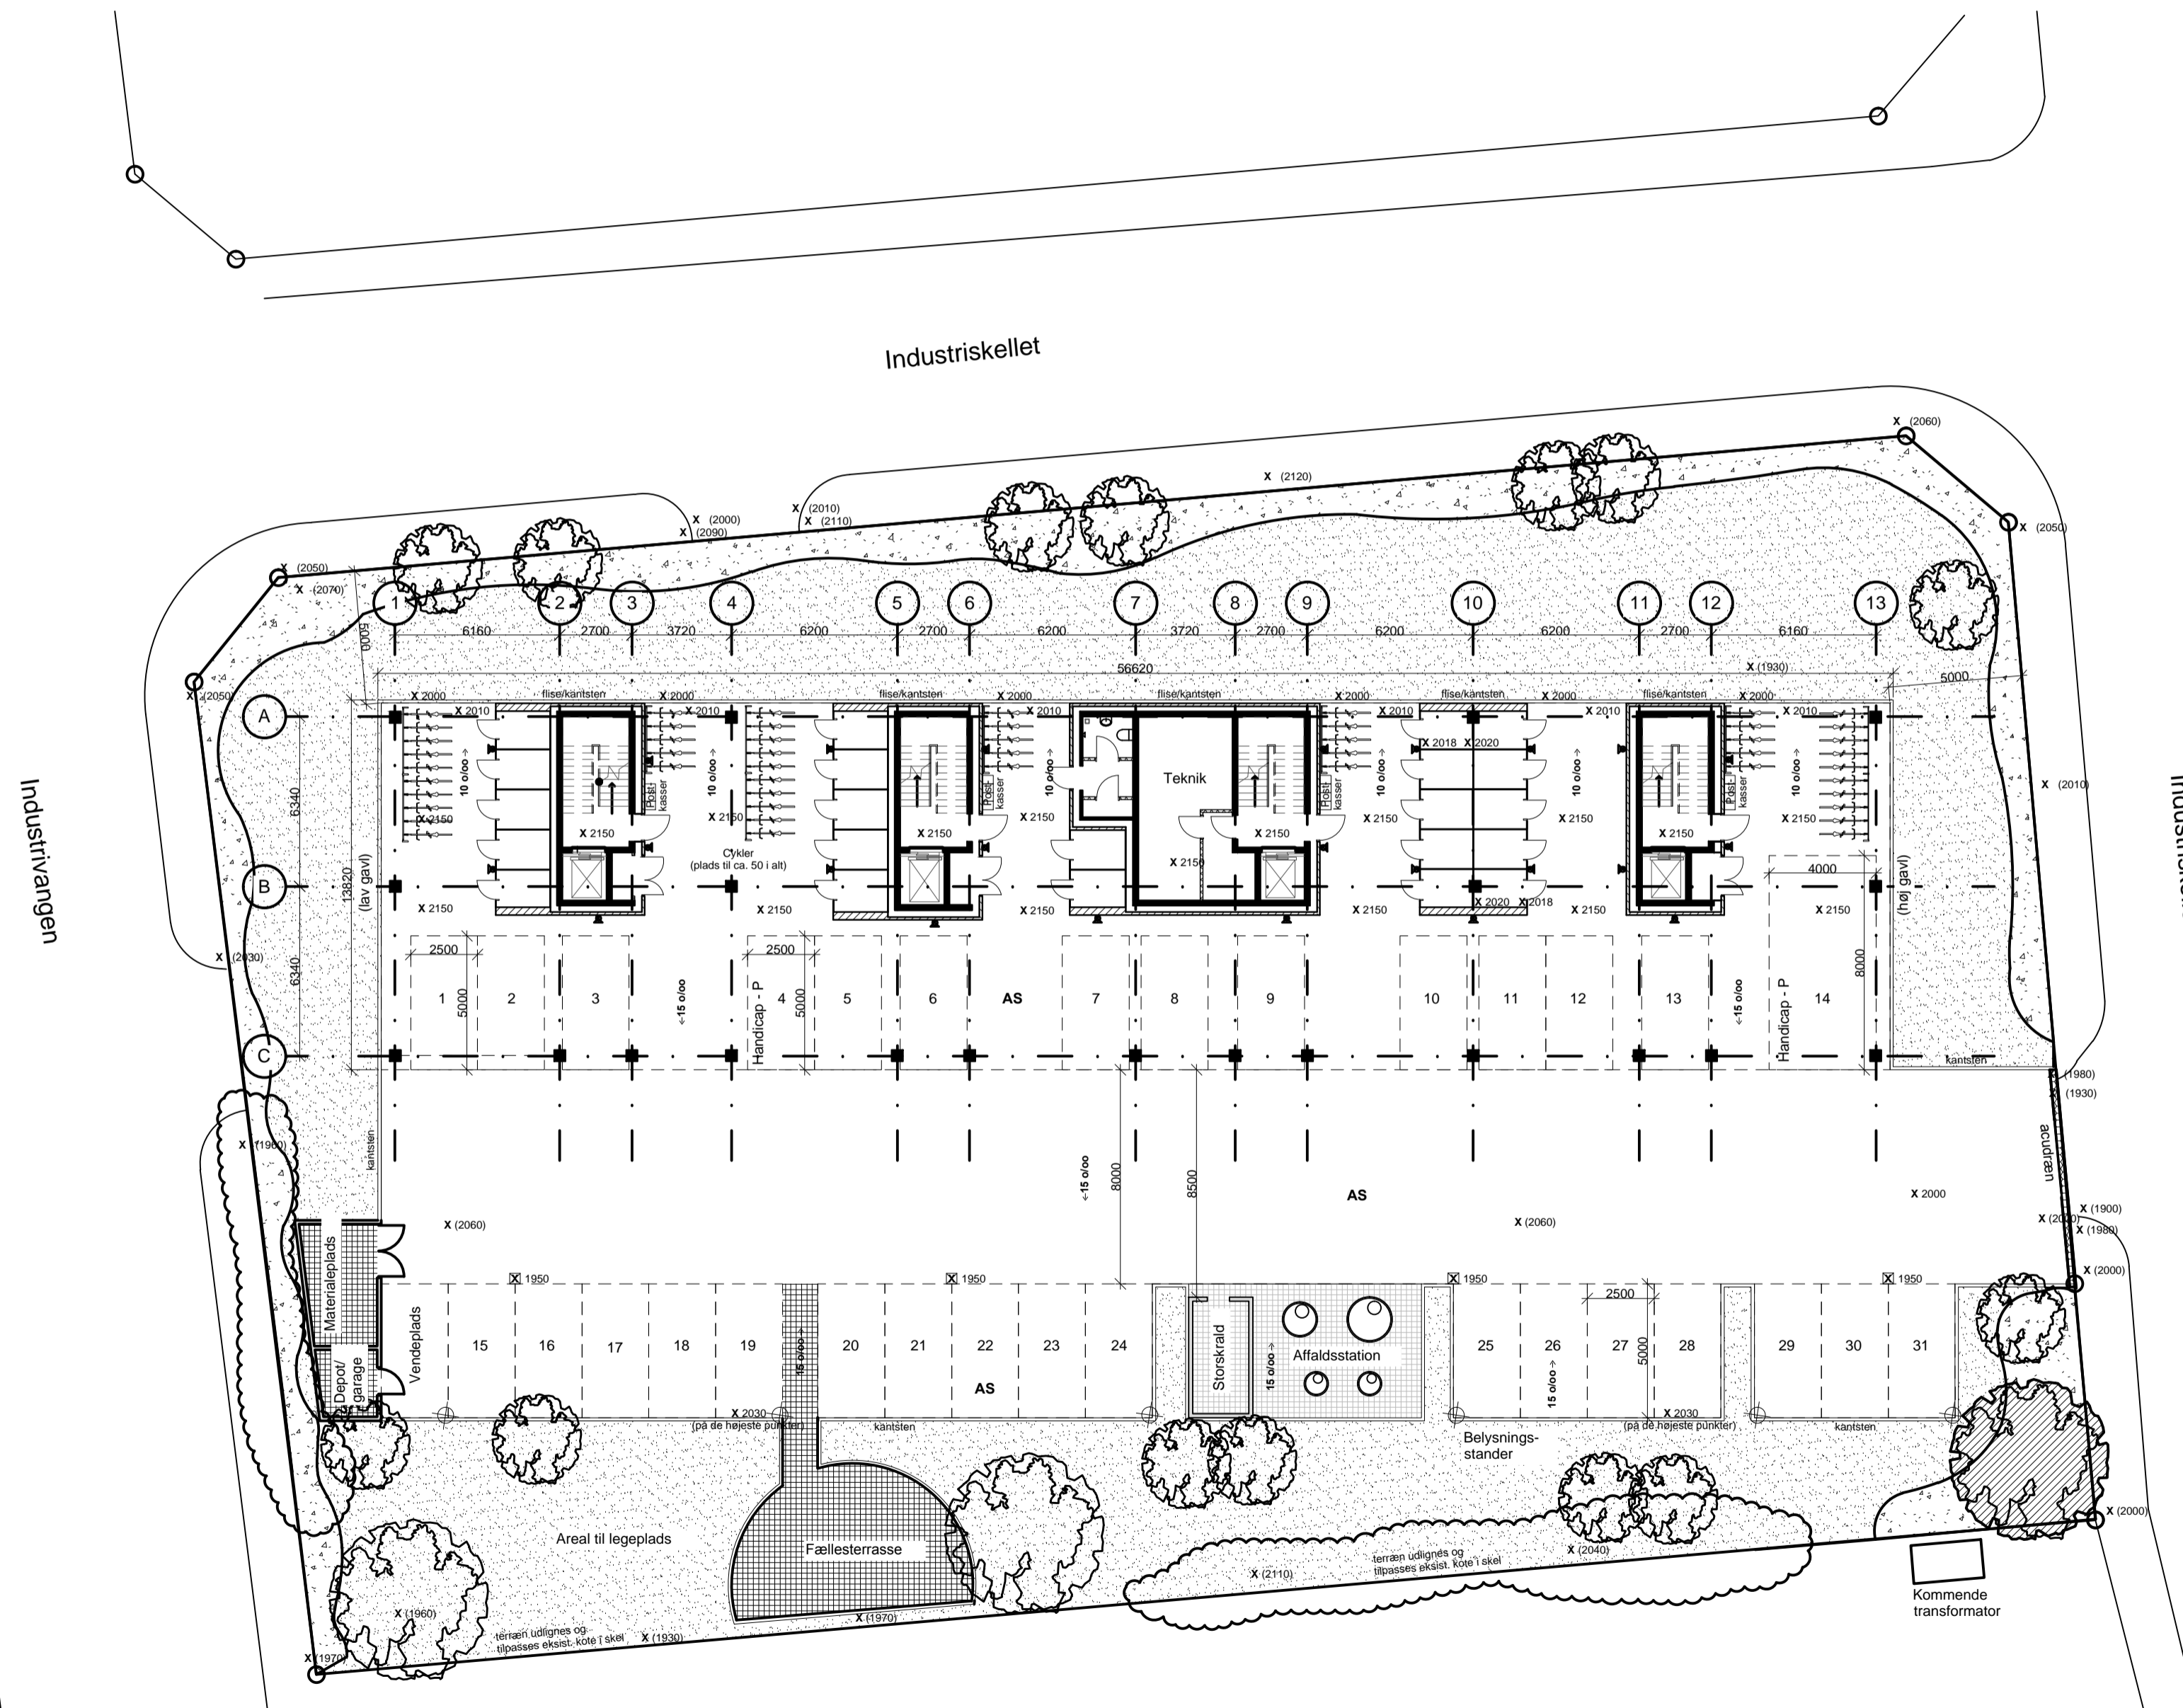 Industriskellet
Industrivangen
X (2060)
X (2120)
X (2010)
X (2110)
X (2000)
X (2090)
X (2050)
X (2050)
X (2070)
1
2
3
4
5
6
7
8
9
10
11
12
13
6160
2700
3720
6200
2700
6200
3720
2700
6200
6200
2700
6160
5000
56620
X (1930)
5000
X (2050)
X 2000
flise/kantsten
X 2000
flise/kantsten
X 2000
flise/kantsten
X 2000
flise/kantsten
X 2000
flise/kantsten
X 2000
A
X 2010
X 2010
X 2010
X 2010
X 2010
X 2010
X 2018
X 2020
10 o/oo →
10 o/oo →
10 o/oo →
10 o/oo →
10 o/oo →
10 o/oo →
Teknik
X (2010)
Post-
kasser
Post-
kasser
Post-
kasser
Post-
kasser
6340
X 2150
X 2150
X 2150
X 2150
X 2150
X 2150
X 2150
X 2150
X 2150
X 2150
X 2150
Cykler
(plads til ca. 50 i alt)
13820
(lav gavl)
4000
(høj gavl)
B
X 2150
X 2150
X 2150
X 2150
X 2020
X 2018
X 2150
X 2150
X (2030)
6340
2500
2500
8000
1
5000
2
3
←15 o/oo
Handicap - P
4
5000
5
6
AS
7
8
9
10
11
12
13
←15 o/oo
Handicap - P
14
C
kantsten
X (1980)
X (1930)
X (1960)
kantsten
acudræn
←15 o/oo
8000
8500
AS
X 2000
X (1900)
X (1980)
X (2060)
X (2060)
Materialeplads
X (2000)
X 1950
X 1950
X 1950
X 1950
2500
Vendeplads
15
16
17
18
19
15 o/oo →
20
21
22
23
24
Storskrald
15 o/oo →
Affaldsstation
25
26
27
5000
28
29
30
31
15 o/oo →
Depot/
garage
AS
X 2030
(på de højeste punkter)
kantsten
X 2030
(på de højeste punkter)
kantsten
Belysnings-
stander
X (2000)
Areal til legeplads
Fællesterrasse
X (2040)
terræn udlignes og
tilpasses eksist. kote i skel
X (2110)
Kommende
transformator
X (1960)
X (1970)
terræn udlignes og
tilpasses eksist. kote i skel
X (1930)
X (1970)